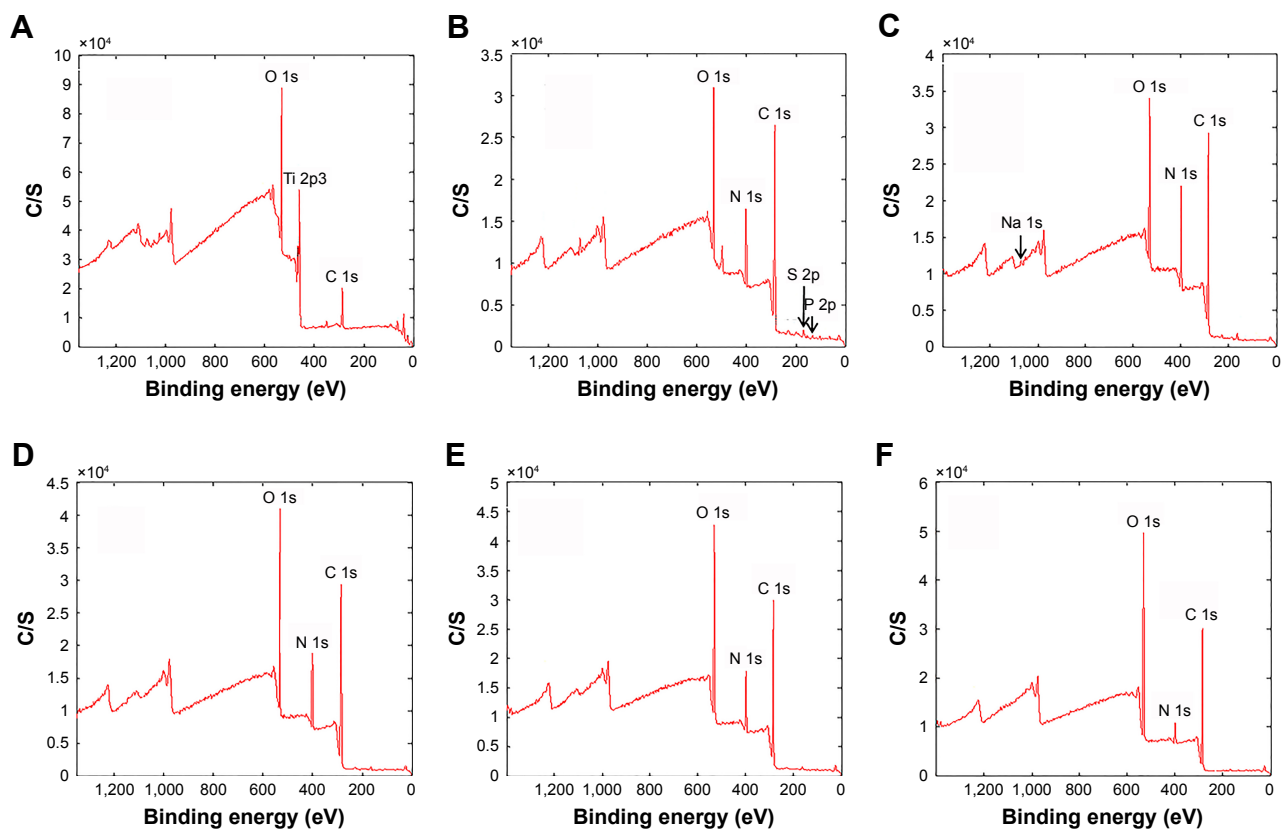 A
×10⁴
10
9
8
7
6
5
4
3
2
1
0
C/S
O 1s
Ti 2p3
C 1s
1,200 1,000 800 600 400 200 0
Binding energy (eV)
B
×10⁴
3.5
3
2.5
2
1.5
1
0.5
0
C/S
O 1s
C 1s
N 1s
S 2p
P 2p
1,200 1,000 800 600 400 200 0
Binding energy (eV)
C
×10⁴
4
3.5
3
2.5
2
1.5
1
0.5
0
C/S
O 1s
C 1s
N 1s
Na 1s
1,200 1,000 800 600 400 200 0
Binding energy (eV)
D
×10⁴
4.5
4
3.5
3
2.5
2
1.5
1
0.5
0
C/S
O 1s
C 1s
N 1s
1,200 1,000 800 600 400 200 0
Binding energy (eV)
E
×10⁴
5
4.5
4
3.5
3
2.5
2
1.5
1
0.5
0
C/S
O 1s
C 1s
N 1s
1,200 1,000 800 600 400 200 0
Binding energy (eV)
F
×10⁴
6
5
4
3
2
1
0
C/S
O 1s
C 1s
N 1s
1,200 1,000 800 600 400 200 0
Binding energy (eV)